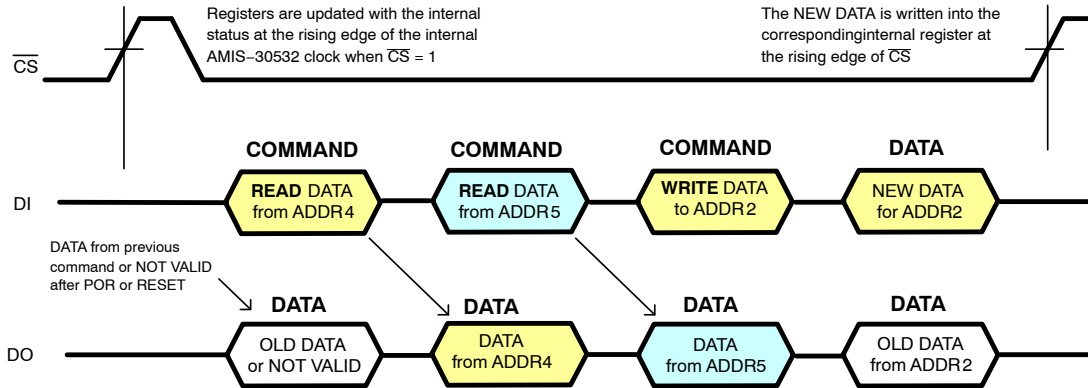 Registers are updated with the internal
status at the rising edge of the internal
AMIS−30532 clock when C̅S̅ = 1
The NEW DATA is written into the
correspondinginternal register at
the rising edge of C̅S̅
C̅S̅
COMMAND
COMMAND
COMMAND
DATA
DI
READ DATA
from ADDR4
READ DATA
from ADDR5
WRITE DATA
to ADDR2
NEW DATA
for ADDR2
DATA from previous
command or NOT VALID
after POR or RESET
DATA
DATA
DATA
DATA
DO
OLD DATA
or NOT VALID
DATA
from ADDR4
DATA
from ADDR5
OLD DATA
from ADDR2